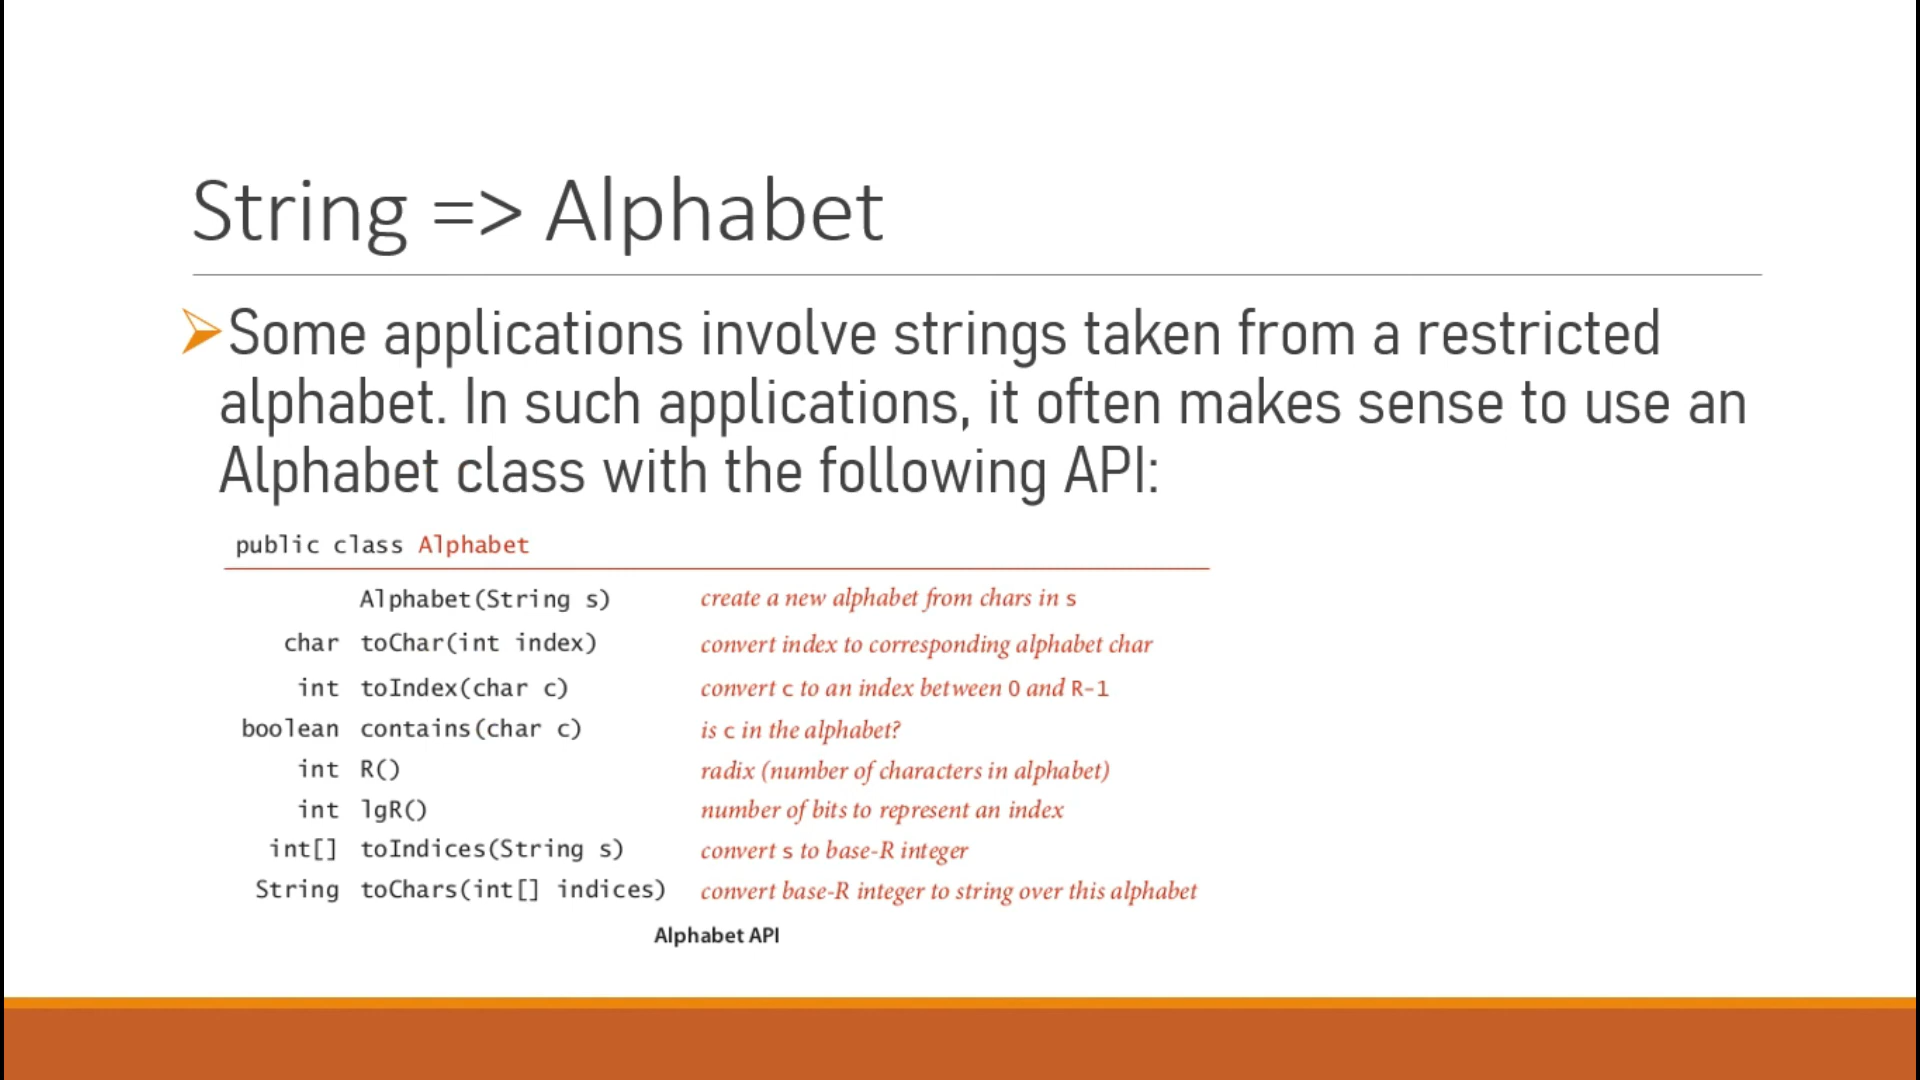 String => Alphabet
➢Some applications involve strings taken from a restricted
alphabet. In such applications, it often makes sense to use an
Alphabet class with the following API:
public class Alphabet
Alphabet(String s) create a new alphabet from chars in s
char toChar(int index) convert index to corresponding alphabet char
int toIndex(char c) convert c to an index between 0 and R-1
boolean contains(char c) is c in the alphabet?
int R() radix (number of characters in alphabet)
int lgR() number of bits to represent an index
int[] toIndices(String s) convert s to base-R integer
String toChars(int[] indices) convert base-R integer to string over this alphabet
Alphabet API